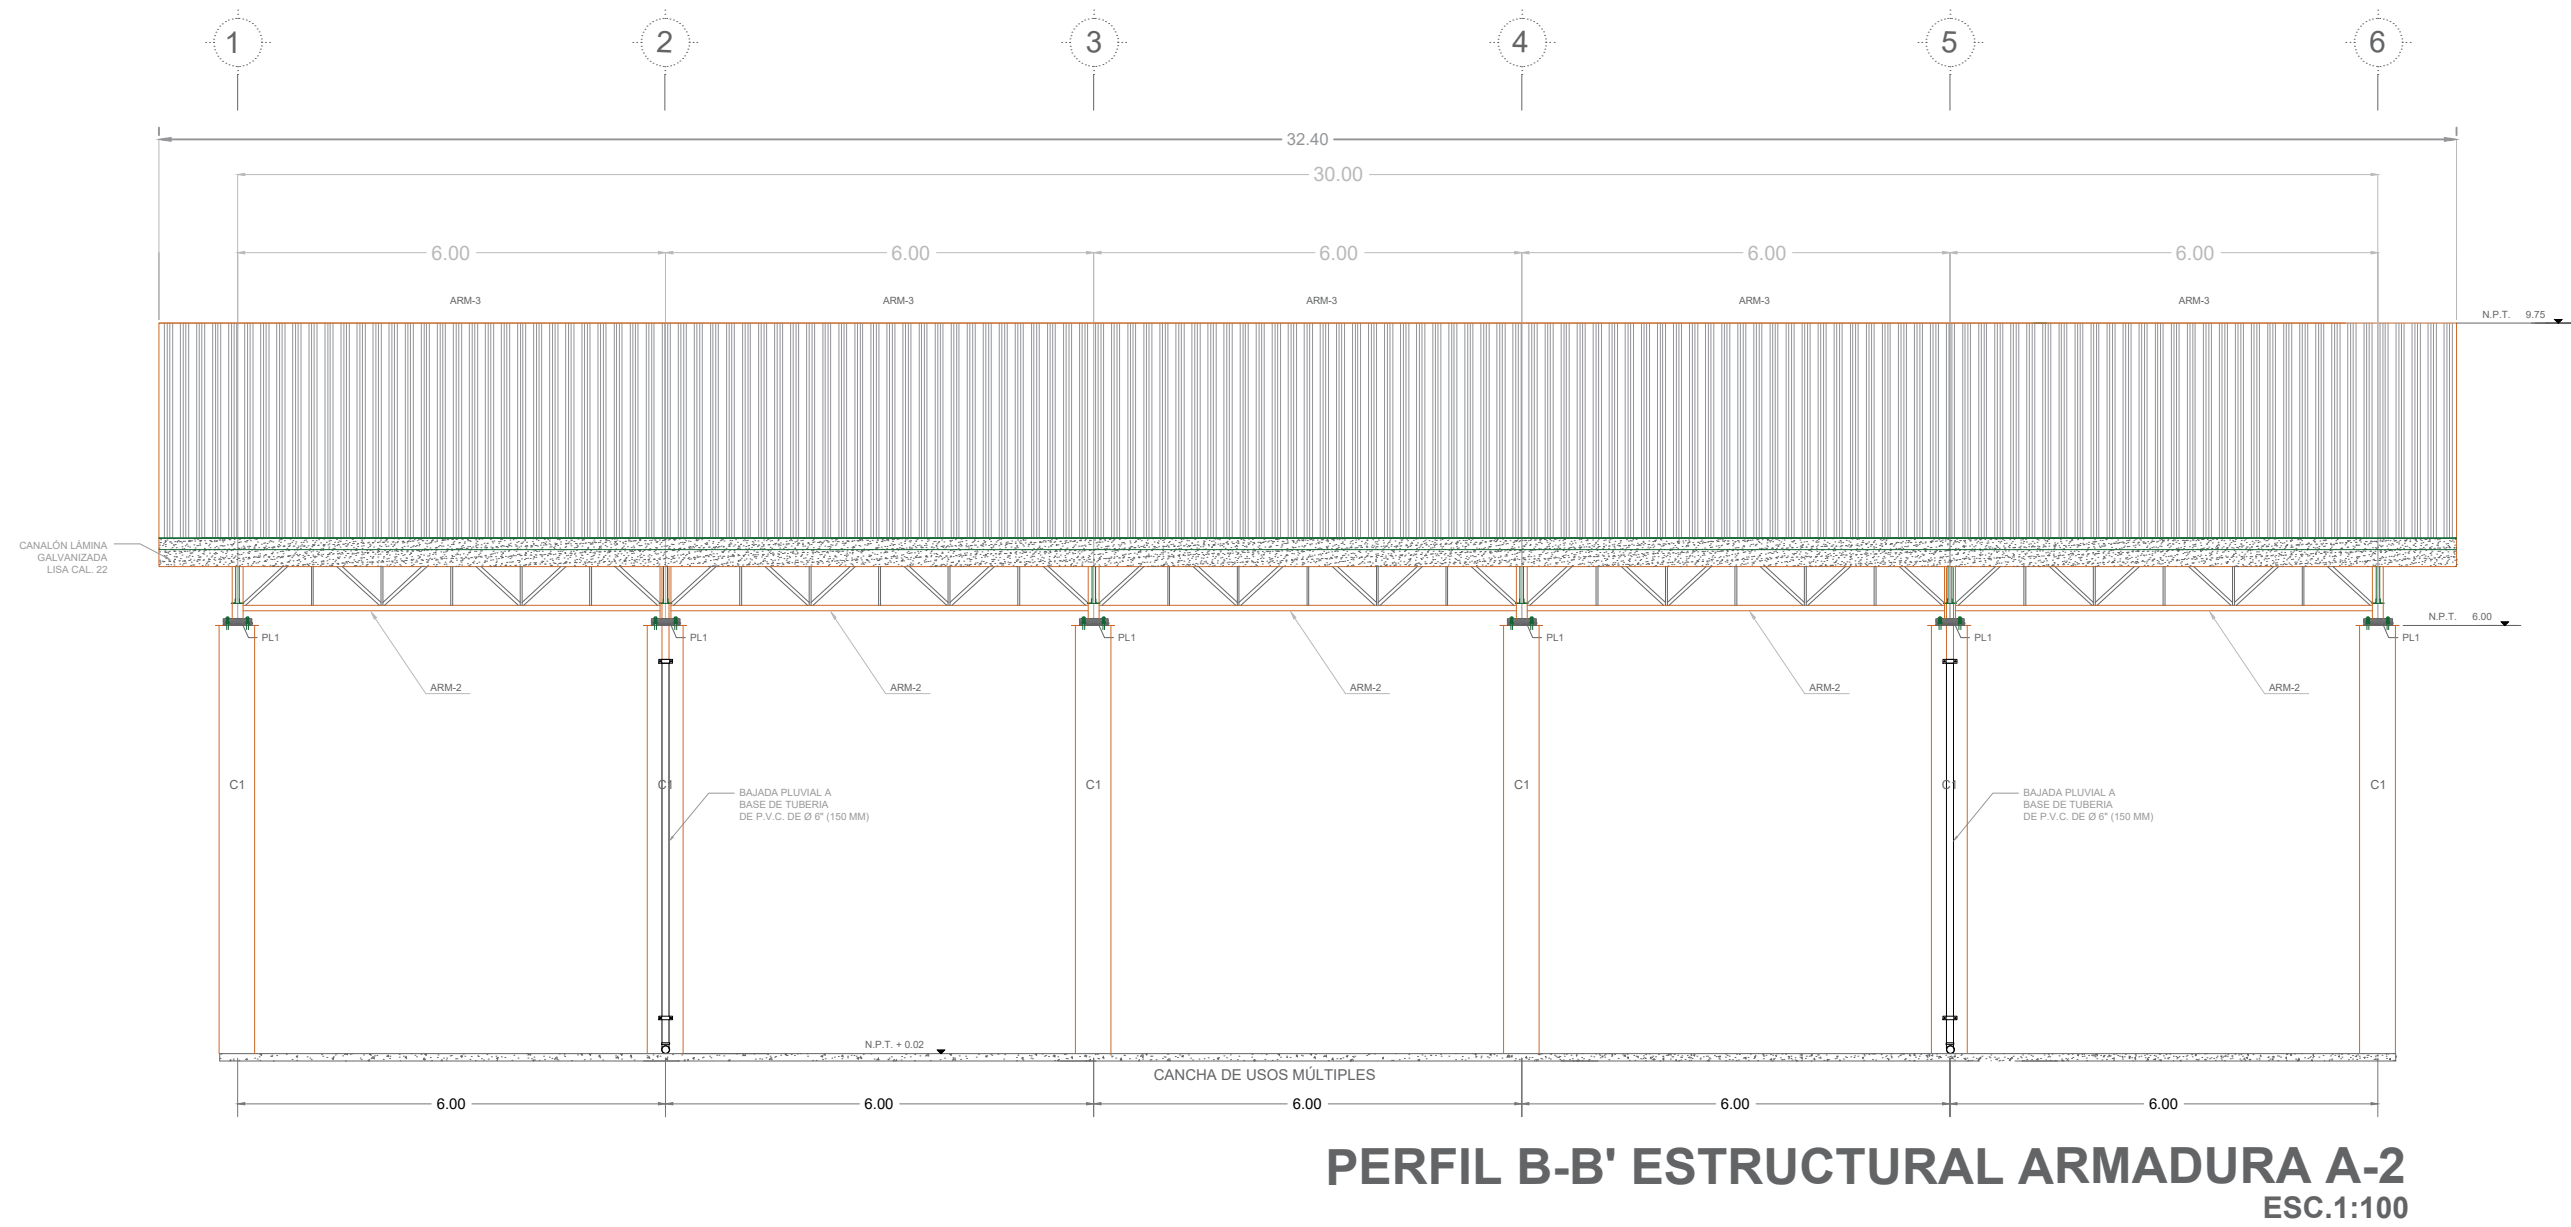 1
2
3
4
5
6
32.40
30.00
6.00
6.00
6.00
6.00
6.00
ARM-3
ARM-3
ARM-3
ARM-3
ARM-3
N.P.T. 9.75
CANALÓN LÁMINA
GALVANIZADA
LISA CAL. 22
N.P.T. 6.00
PL1
PL1
PL1
PL1
PL1
PL1
ARM-2
ARM-2
ARM-2
ARM-2
ARM-2
C1
C1
C1
C1
C1
C1
BAJADA PLUVIAL A
BASE DE TUBERIA
DE P.V.C. DE Ø 6" (150 MM)
BAJADA PLUVIAL A
BASE DE TUBERIA
DE P.V.C. DE Ø 6" (150 MM)
N.P.T. + 0.02
CANCHA DE USOS MÚLTIPLES
6.00
6.00
6.00
6.00
6.00
PERFIL B-B' ESTRUCTURAL ARMADURA A-2
ESC.1:100